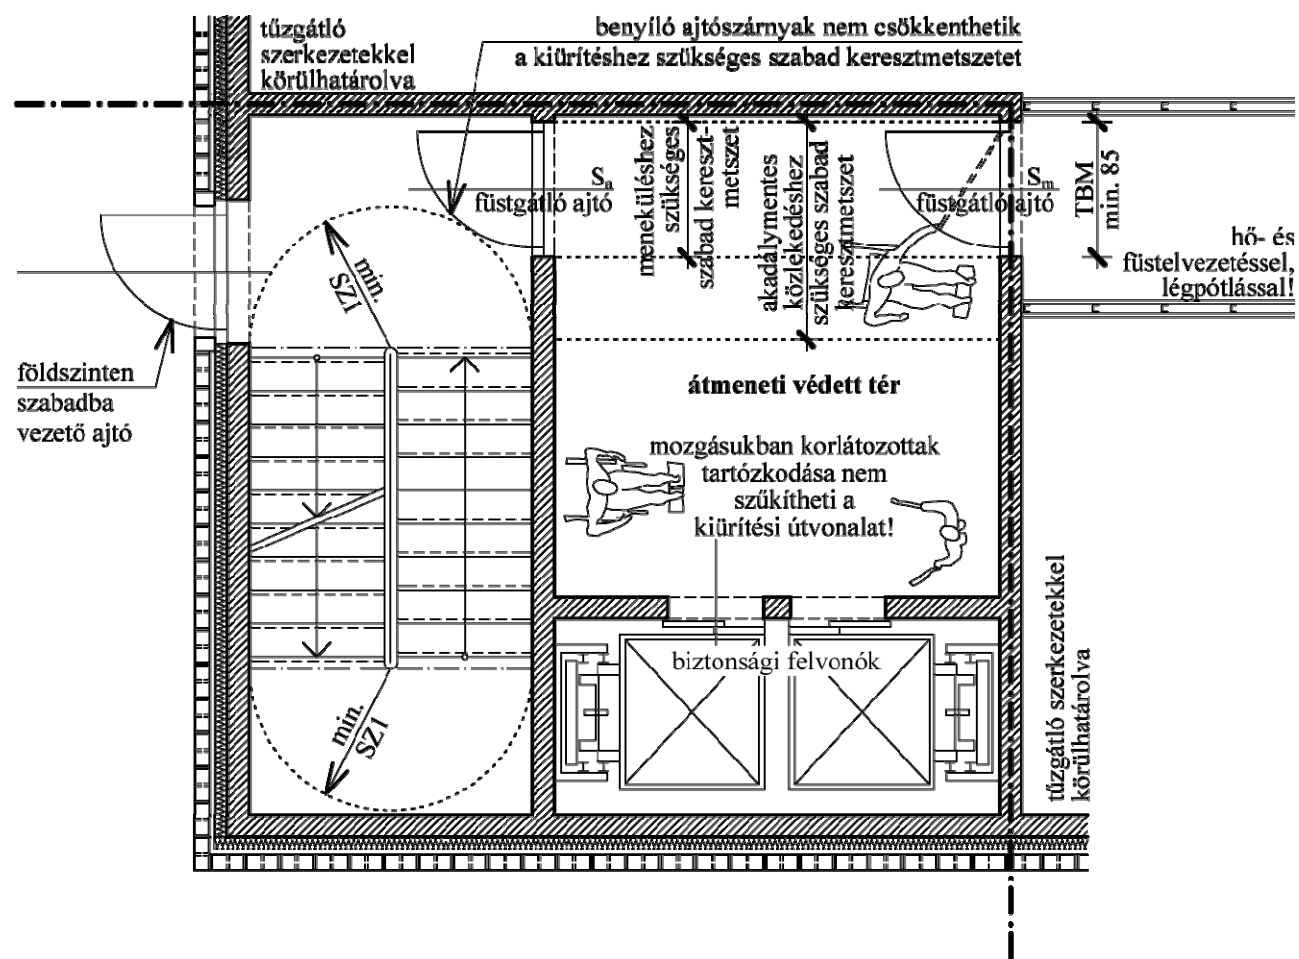 tűzgátló
szerkezetekkel
körülhatárolva
benyíló ajtószárnyak nem csökkenthetik
a kiürítéshez szükséges szabad keresztmetszetet
Sa
füstgátló ajtó
meneküléshez
szükséges
szabad kereszt-
metszet
akadálymentes
közlekedéshez
szükséges szabad
keresztmetszet
Sm
füstgátló ajtó
TBM
min. 85
hő- és
füstelvezetéssel,
légpótlással!
min.
SZ1
földszinten
szabadba
vezető ajtó
átmeneti védett tér
mozgásukban korlátozottak
tartózkodása nem
szűkítheti a
kiürítési útvonalat!
biztonsági felvonók
min.
SZ1
tűzgátló szerkezetekkel
körülhatárolva